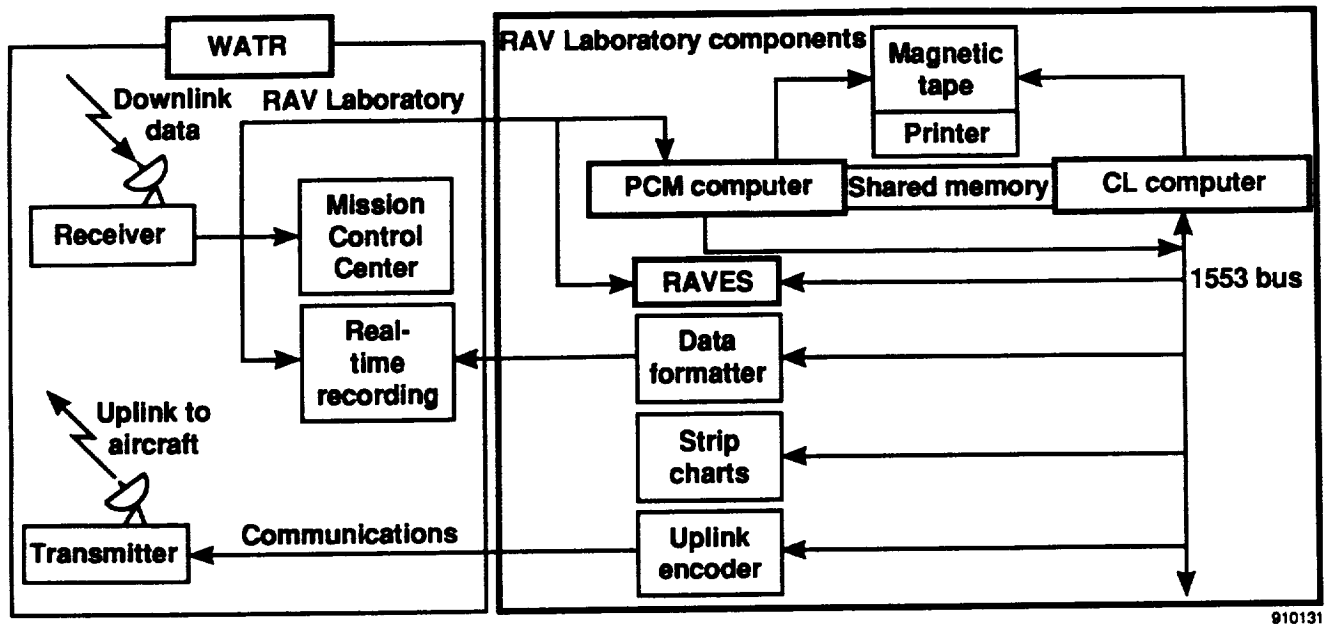 WATR
Downlink
data
RAV Laboratory
Receiver
Mission
Control
Center
Real-
time
recording
Uplink to
aircraft
Transmitter
Communications
RAV Laboratory components
Magnetic
tape
Printer
PCM computer
Shared memory
CL computer
RAVES
1553 bus
Data
formatter
Strip
charts
Uplink
encoder
910131